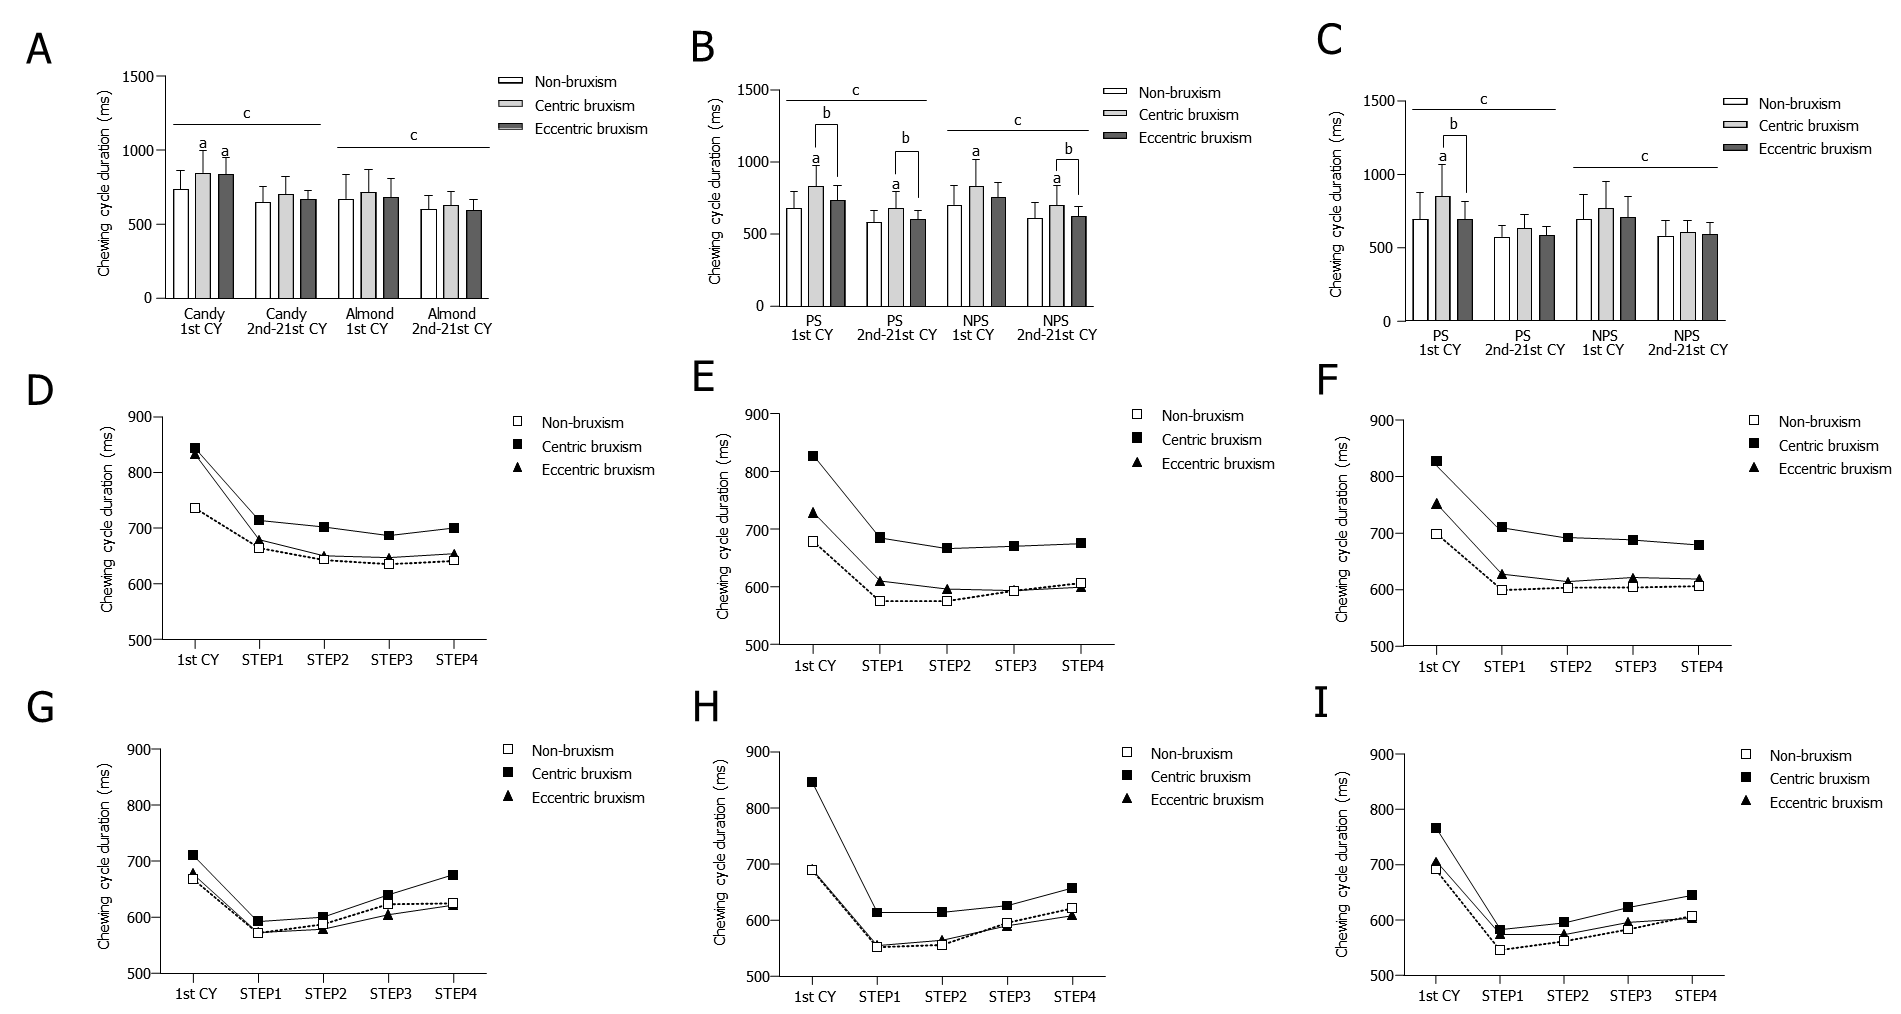 A
Chewing cycle duration (ms)
1500
1000
500
0
c
c
a
a
Non-bruxism
Centric bruxism
Eccentric bruxism
Candy
1st CY
Candy
2nd-21st CY
Almond
1st CY
Almond
2nd-21st CY
B
Chewing cycle duration (ms)
1500
1000
500
0
c
b
a
b
a
c
a
b
a
Non-bruxism
Centric bruxism
Eccentric bruxism
PS
1st CY
PS
2nd-21st CY
NPS
1st CY
NPS
2nd-21st CY
C
Chewing cycle duration (ms)
1500
1000
500
0
c
b
a
c
Non-bruxism
Centric bruxism
Eccentric bruxism
PS
1st CY
PS
2nd-21st CY
NPS
1st CY
NPS
2nd-21st CY
D
Chewing cycle duration (ms)
900
800
700
600
500
Non-bruxism
Centric bruxism
Eccentric bruxism
1st CY STEP1 STEP2 STEP3 STEP4
E
Chewing cycle duration (ms)
900
800
700
600
500
Non-bruxism
Centric bruxism
Eccentric bruxism
1st CY STEP1 STEP2 STEP3 STEP4
F
Chewing cycle duration (ms)
900
800
700
600
500
Non-bruxism
Centric bruxism
Eccentric bruxism
1st CY STEP1 STEP2 STEP3 STEP4
G
Chewing cycle duration (ms)
900
800
700
600
500
Non-bruxism
Centric bruxism
Eccentric bruxism
1st CY STEP1 STEP2 STEP3 STEP4
H
Chewing cycle duration (ms)
900
800
700
600
500
Non-bruxism
Centric bruxism
Eccentric bruxism
1st CY STEP1 STEP2 STEP3 STEP4
I
Chewing cycle duration (ms)
900
800
700
600
500
Non-bruxism
Centric bruxism
Eccentric bruxism
1st CY STEP1 STEP2 STEP3 STEP4